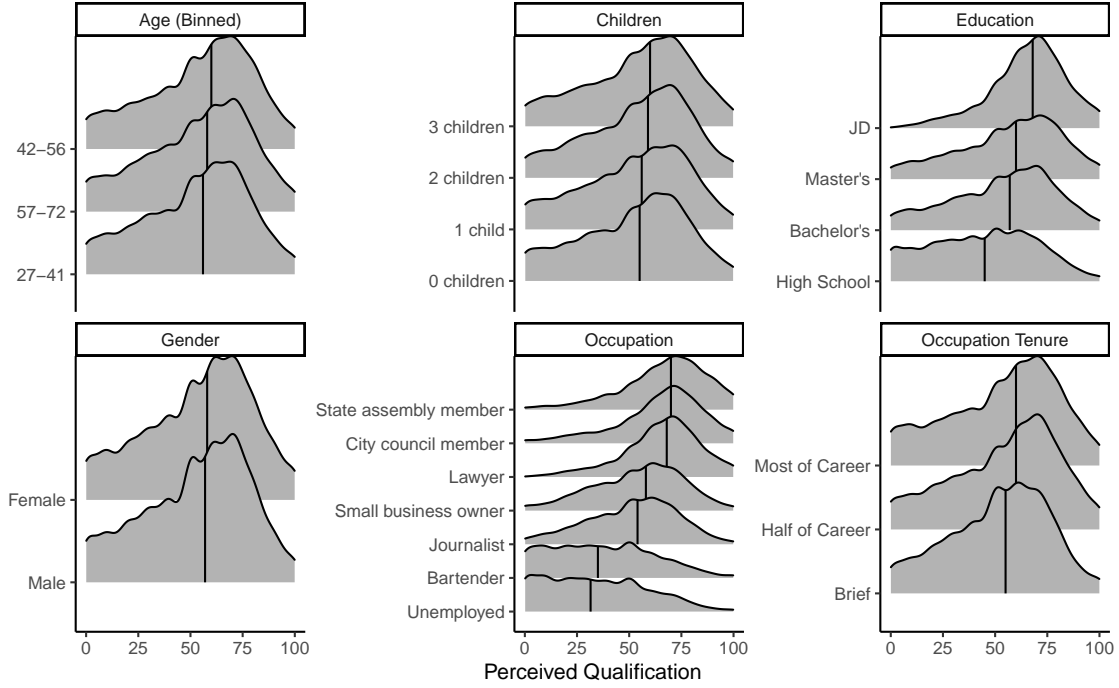 Age (Binned)
42–56
57–72
27–41
Children
3 children
2 children
1 child
0 children
Education
JD
Master's
Bachelor's
High School
Gender
Female
Male
0 25 50 75 100
Occupation
State assembly member
City council member
Lawyer
Small business owner
Journalist
Bartender
Unemployed
0 25 50 75 100
Occupation Tenure
Most of Career
Half of Career
Brief
0 25 50 75 100
Perceived Qualification